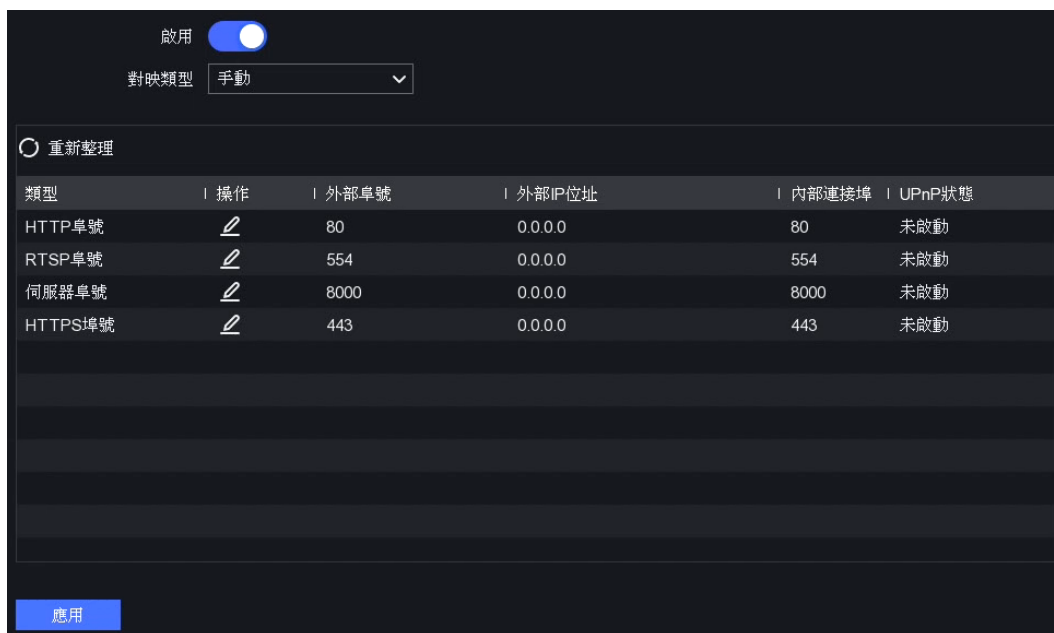 啟用
對映類型 手動
重新整理
類型 操作 外部阜號 外部IP位址 內部連接埠 UPnP狀態
HTTP阜號 80 0.0.0.0 80 未啟動
RTSP阜號 554 0.0.0.0 554 未啟動
伺服器阜號 8000 0.0.0.0 8000 未啟動
HTTPS埠號 443 0.0.0.0 443 未啟動
應用